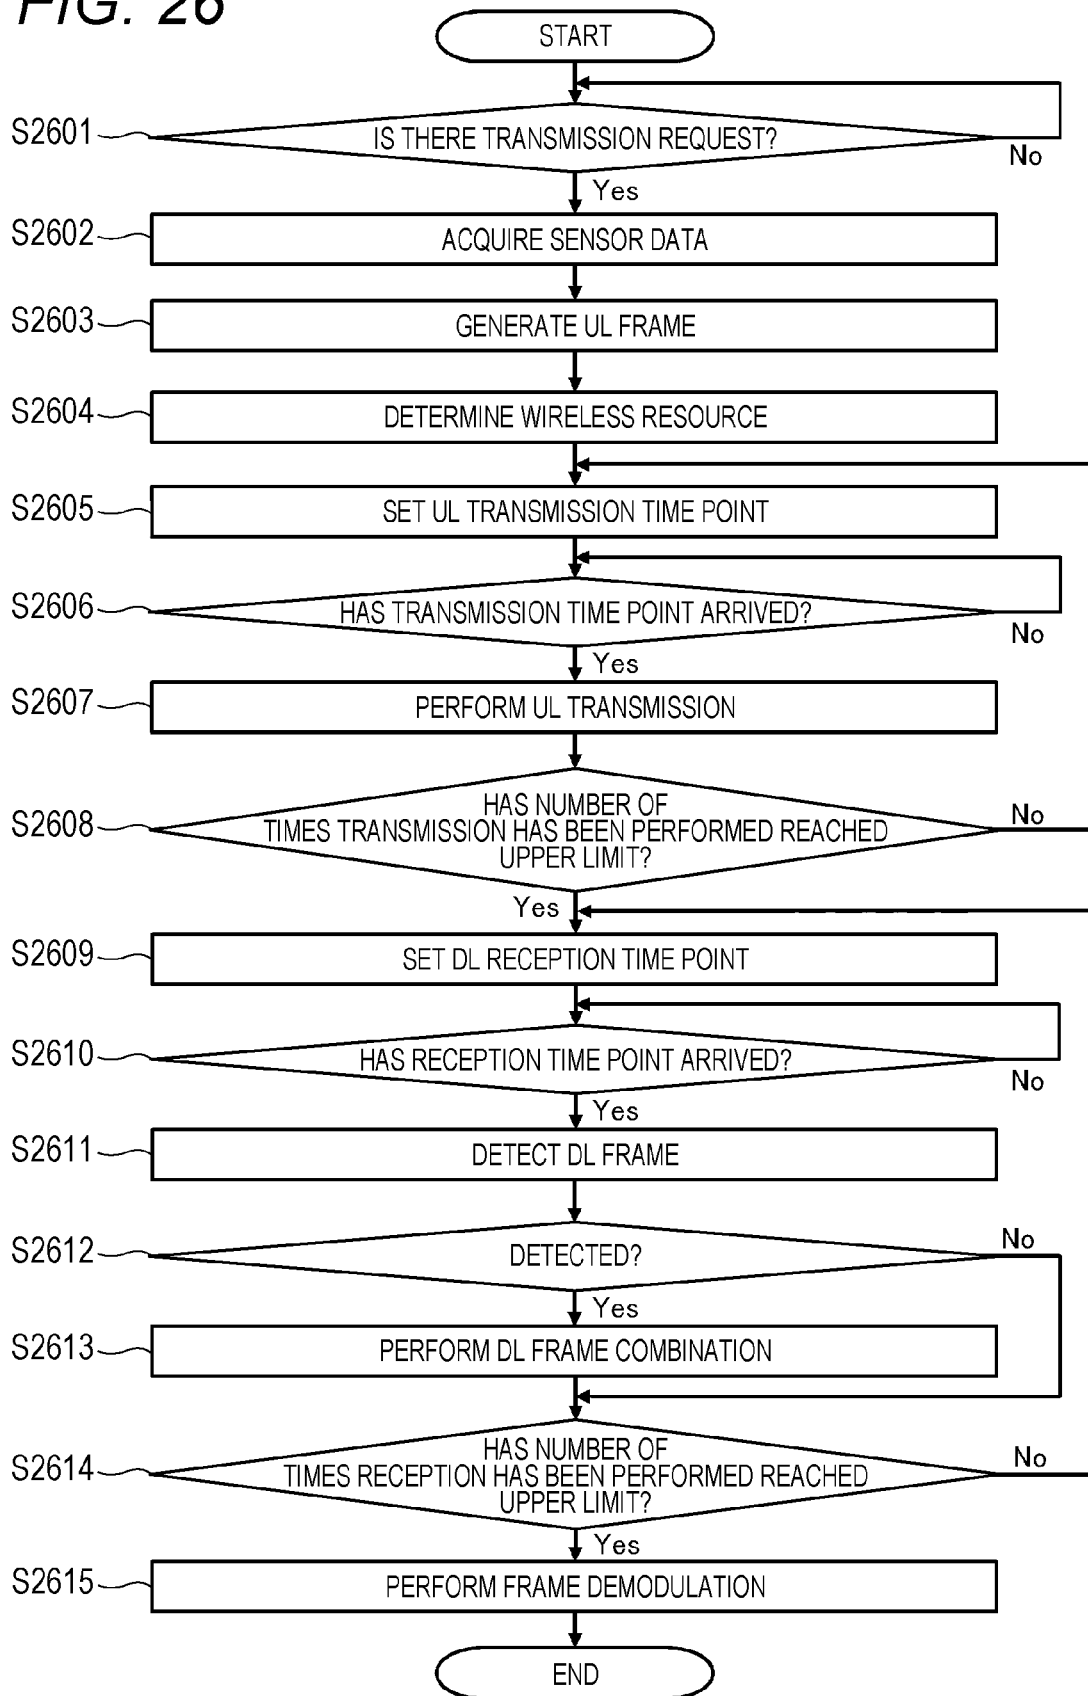 FIG. 26
START
S2601
IS THERE TRANSMISSION REQUEST?
No
Yes
S2602
ACQUIRE SENSOR DATA
S2603
GENERATE UL FRAME
S2604
DETERMINE WIRELESS RESOURCE
S2605
SET UL TRANSMISSION TIME POINT
S2606
HAS TRANSMISSION TIME POINT ARRIVED?
No
Yes
S2607
PERFORM UL TRANSMISSION
S2608
HAS NUMBER OF
TIMES TRANSMISSION HAS BEEN PERFORMED REACHED
UPPER LIMIT?
No
Yes
S2609
SET DL RECEPTION TIME POINT
S2610
HAS RECEPTION TIME POINT ARRIVED?
No
Yes
S2611
DETECT DL FRAME
S2612
DETECTED?
No
Yes
S2613
PERFORM DL FRAME COMBINATION
S2614
HAS NUMBER OF
TIMES RECEPTION HAS BEEN PERFORMED REACHED
UPPER LIMIT?
No
Yes
S2615
PERFORM FRAME DEMODULATION
END